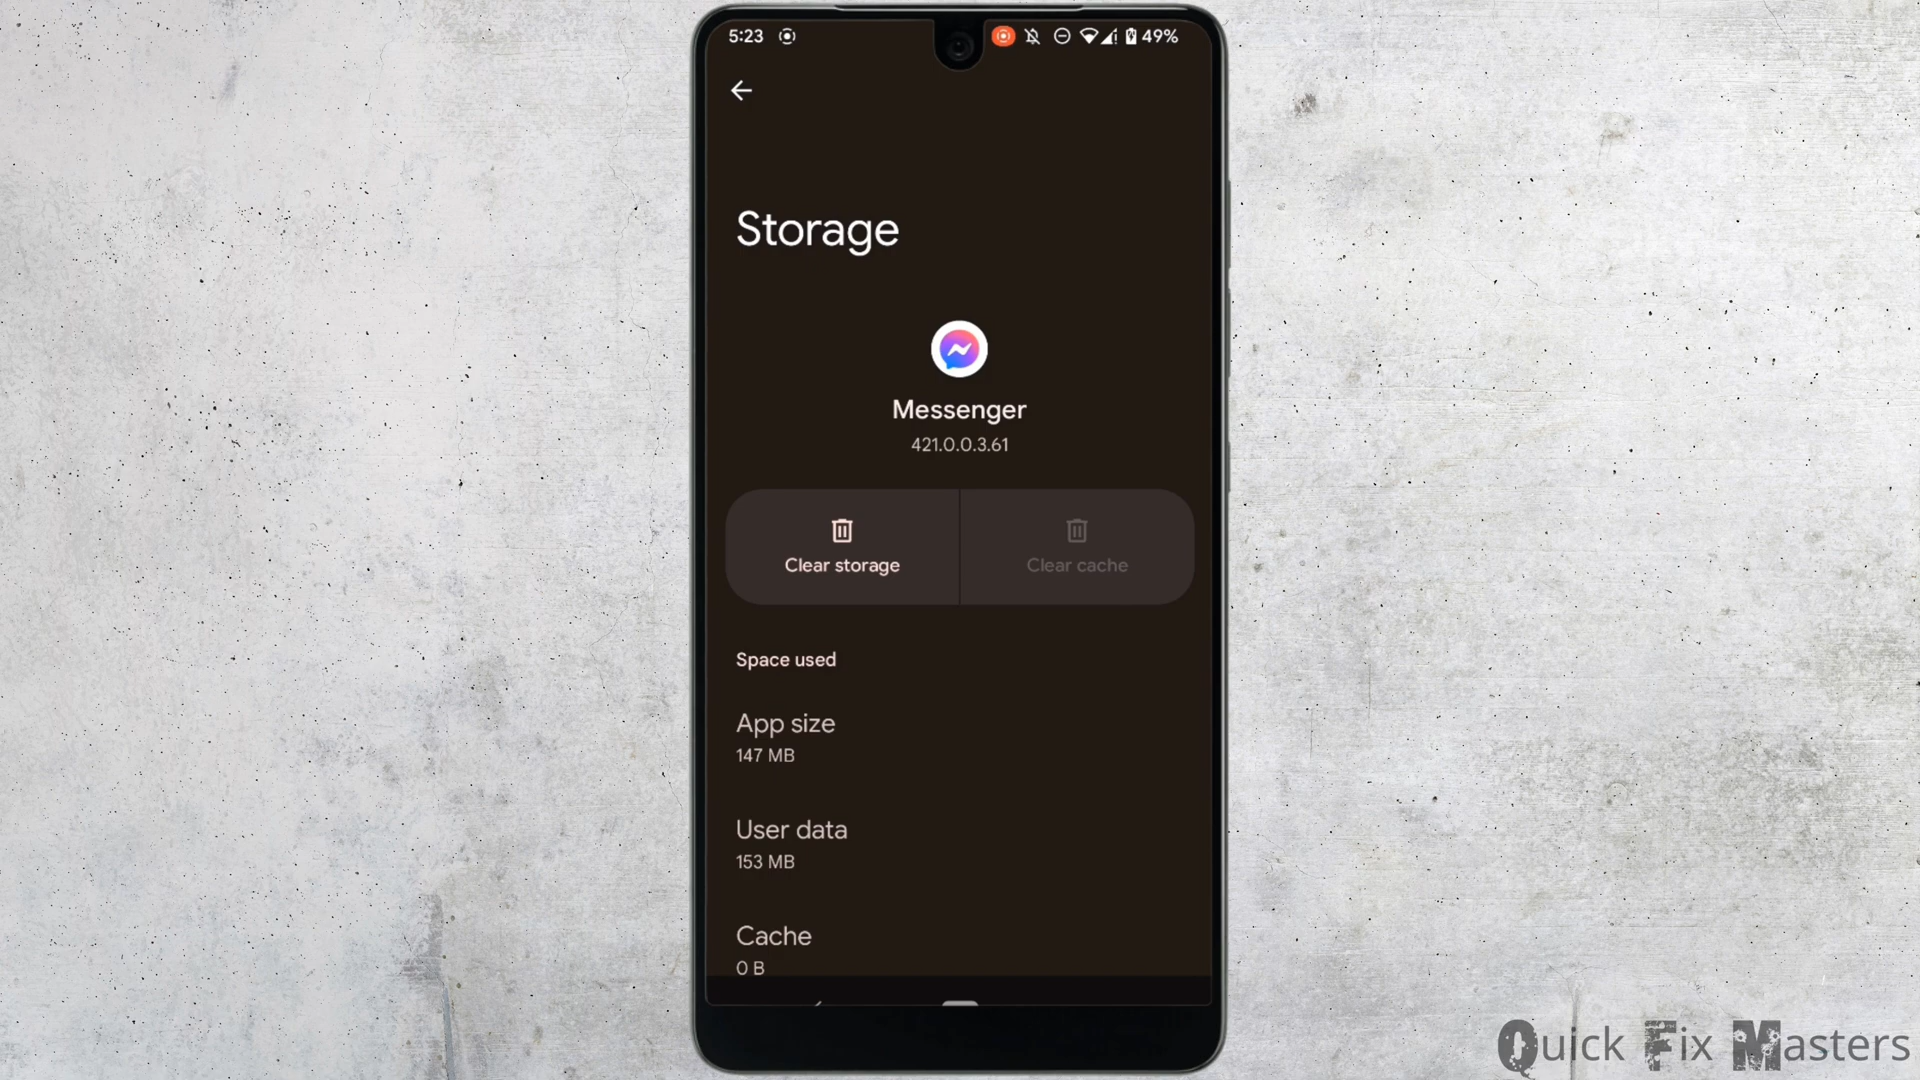 5:23
49%
Storage
Messenger
421.0.0.3.61
Clear storage
Clear cache
Space used
App size
147 MB
User data
153 MB
Cache
0 B
Quick Fix Masters